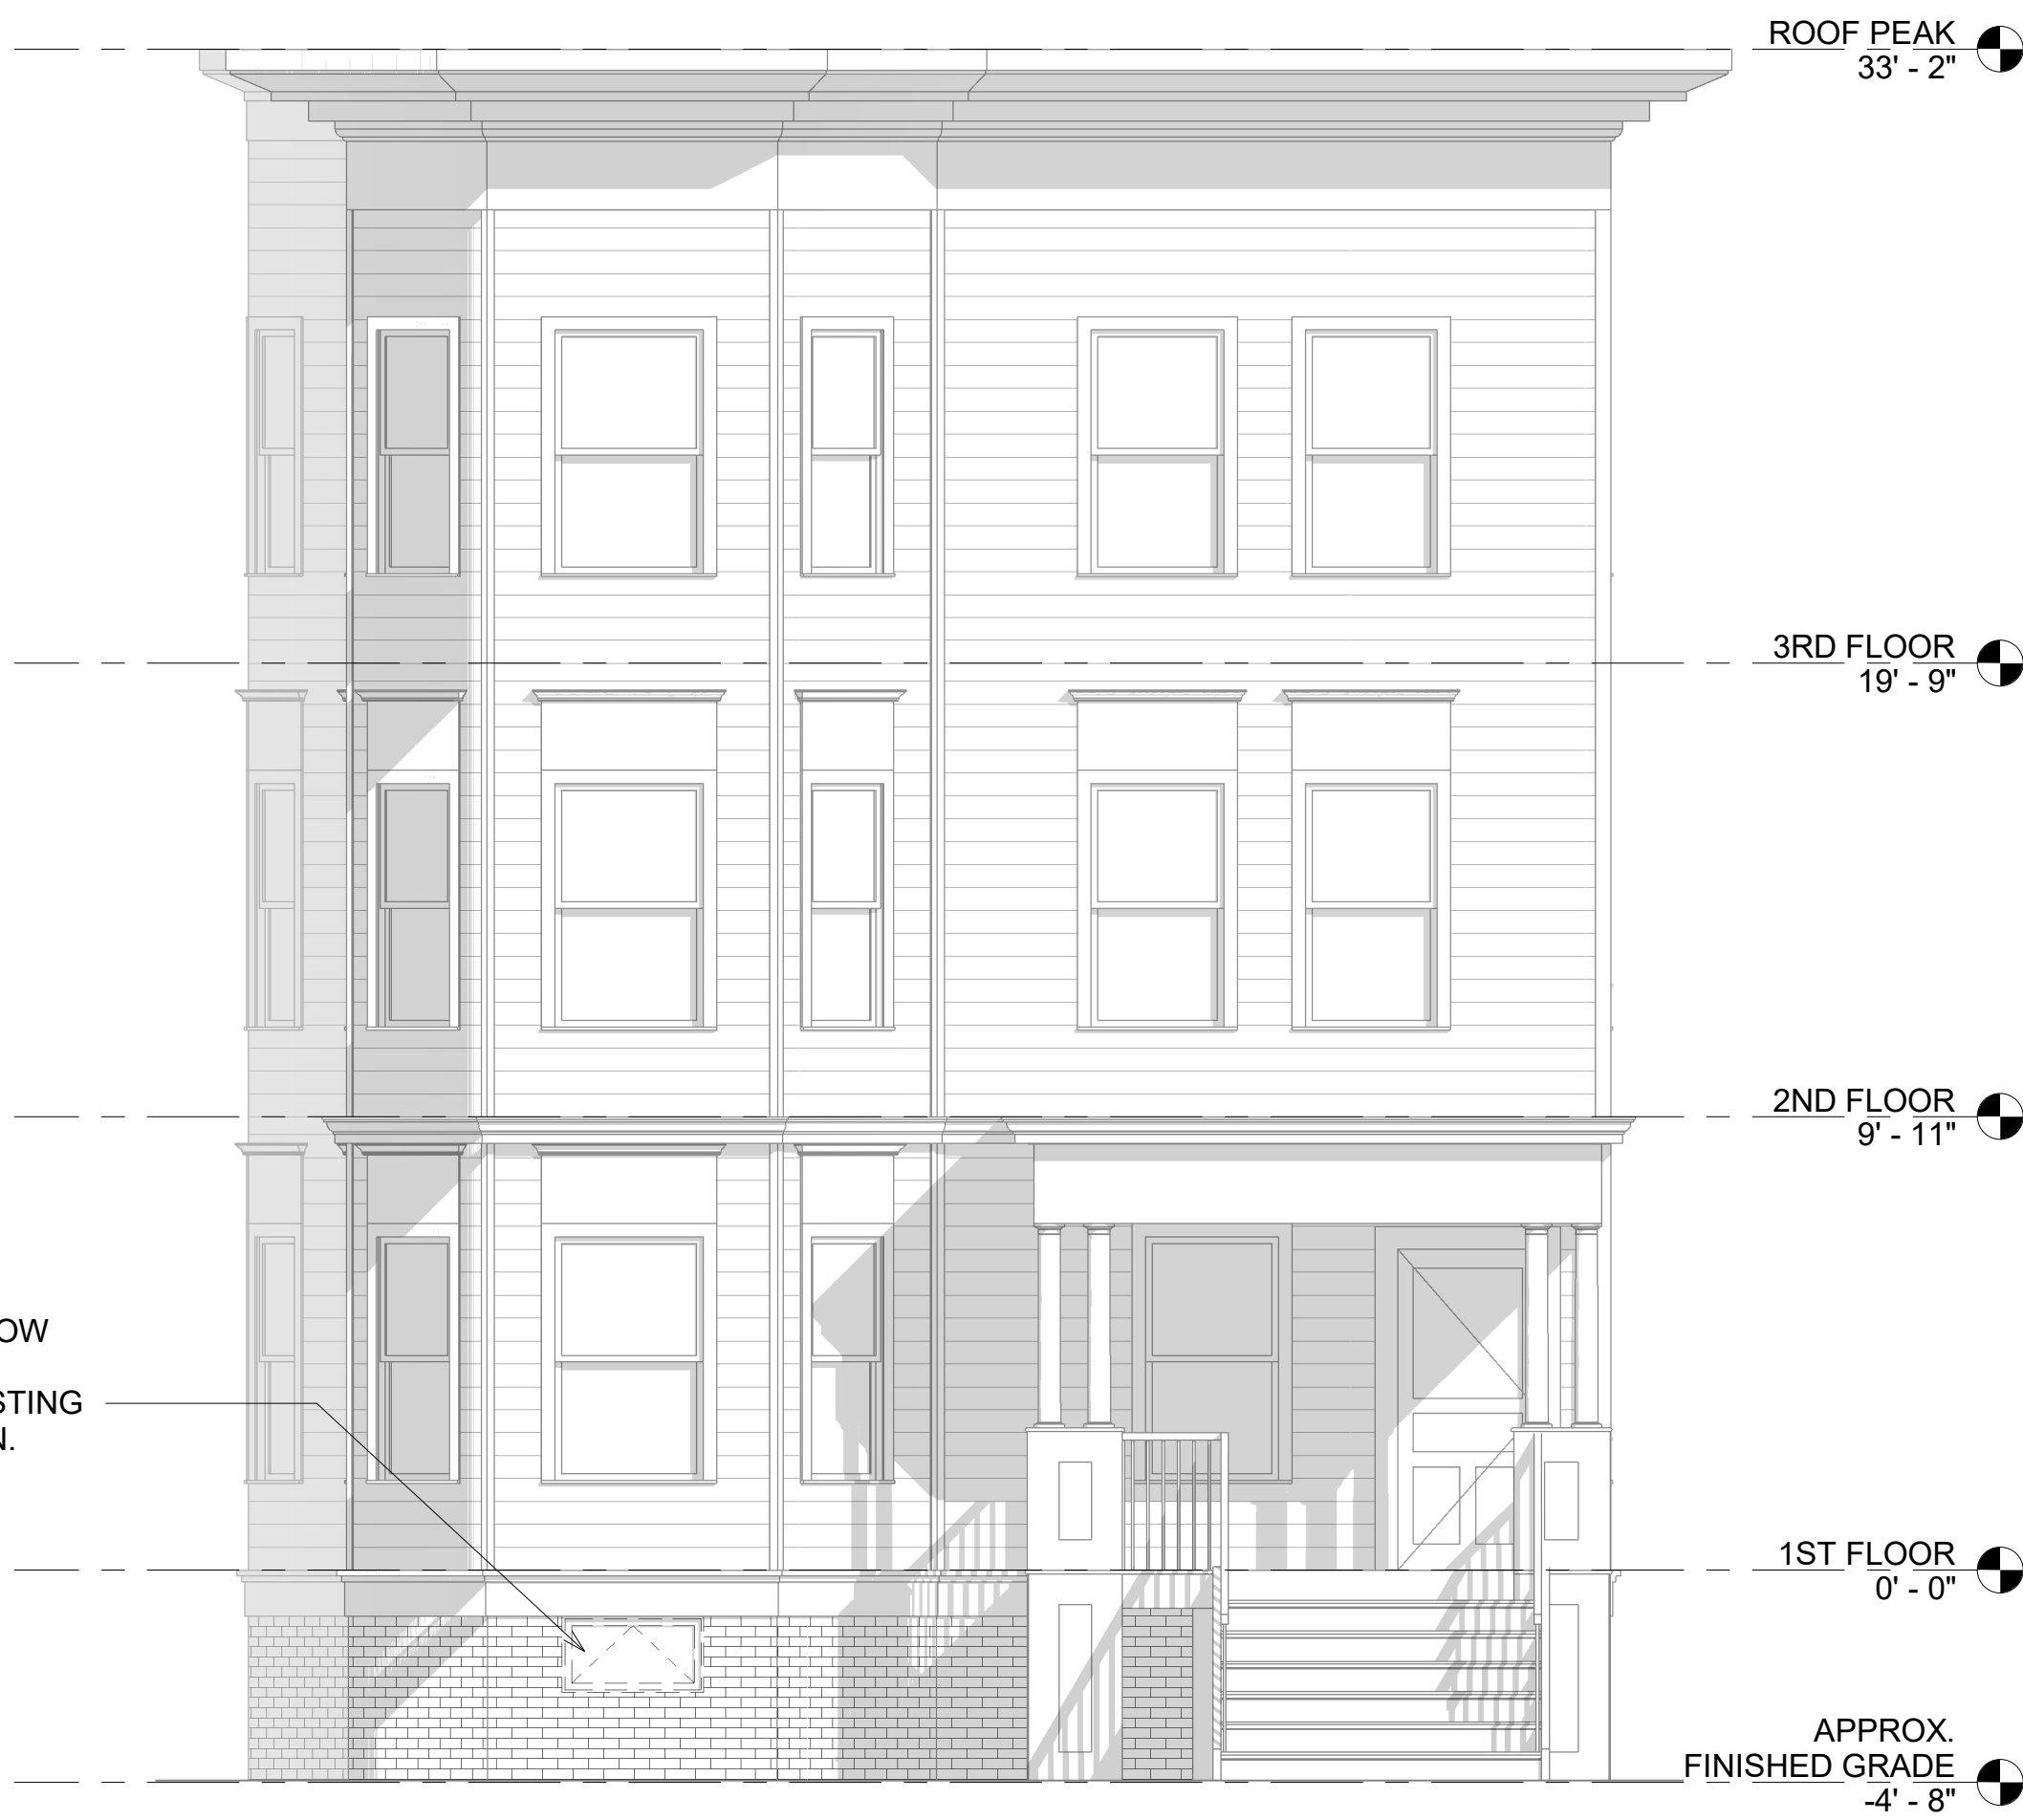 ROOF PEAK
33' - 2"
3RD FLOOR
19' - 9"
2ND FLOOR
9' - 11"
OW
STING
N.
1ST FLOOR
0' - 0"
APPROX.
FINISHED GRADE
-4' - 8"